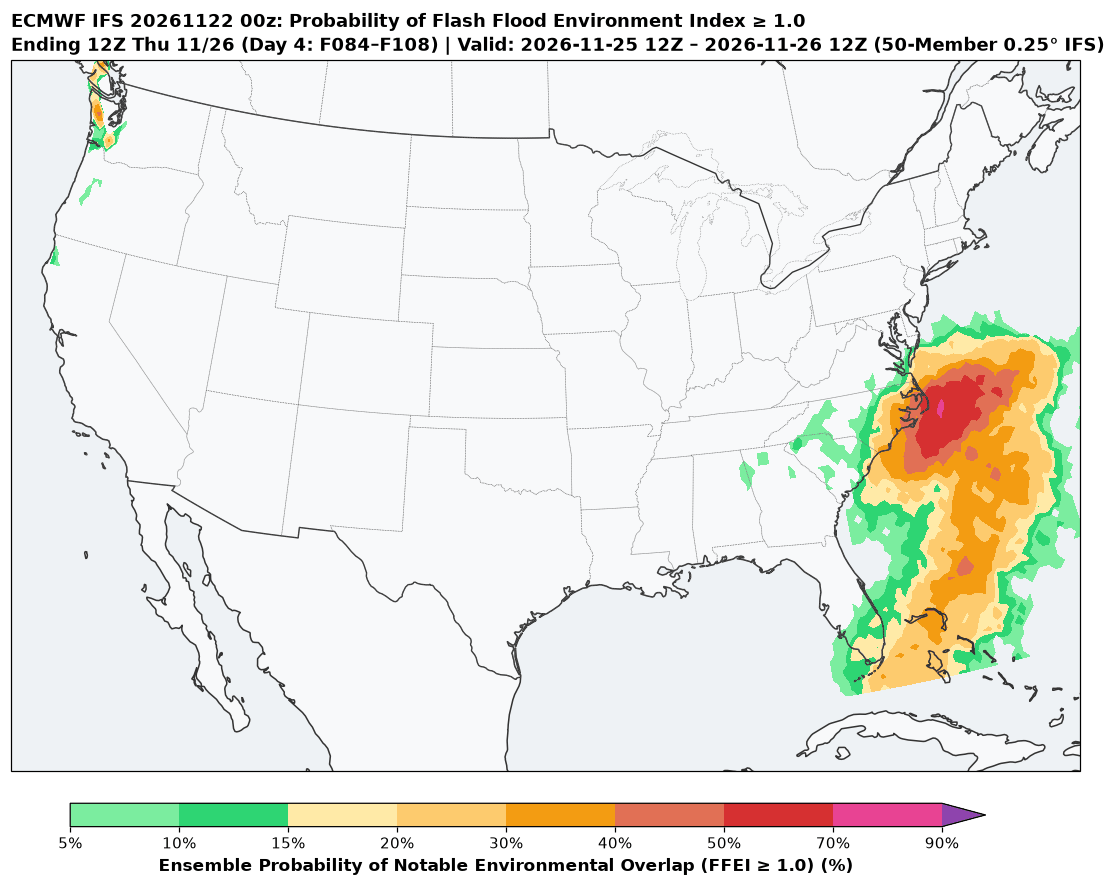 ECMWF IFS 20261122 00z: Probability of Flash Flood Environment Index ≥ 1.0
Ending 12Z Thu 11/26 (Day 4: F084–F108) | Valid: 2026-11-25 12Z – 2026-11-26 12Z (50-Member 0.25° IFS)
5% 10% 15% 20% 30% 40% 50% 70% 90%
Ensemble Probability of Notable Environmental Overlap (FFEI ≥ 1.0) (%)